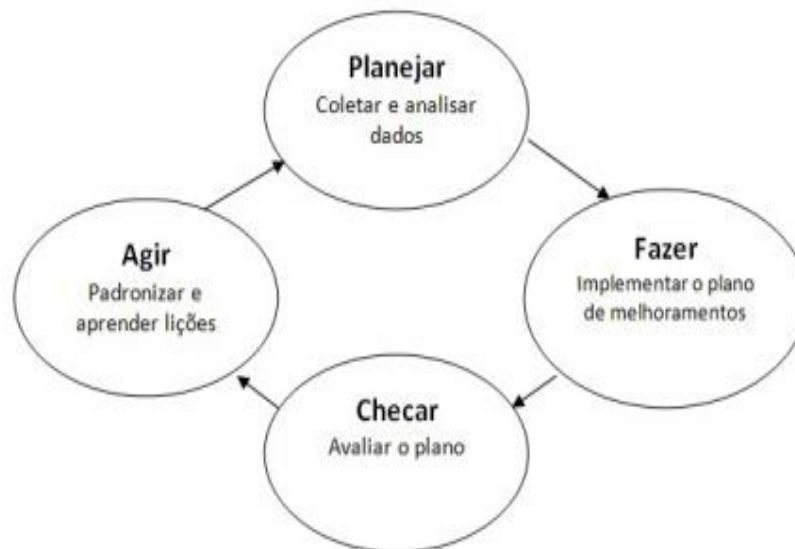 Planejar
Coletar e analisar
dados
Fazer
Implementar o plano
de melhoramentos
Checar
Avaliar o plano
Agir
Padronizar e
aprender lições